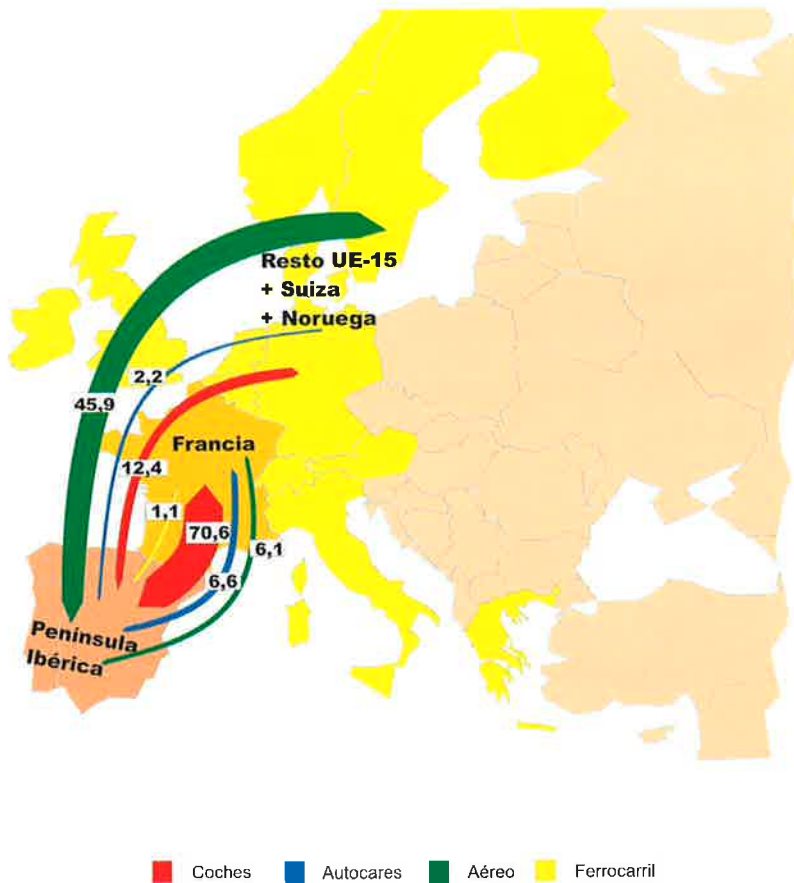 Resto UE-15
+ Suiza
+ Noruega
2,2
45,9
Francia
12,4
1,1
70,6
6,1
6,6
Península
Ibérica
Coches
Autocares
Aéreo
Ferrocarril